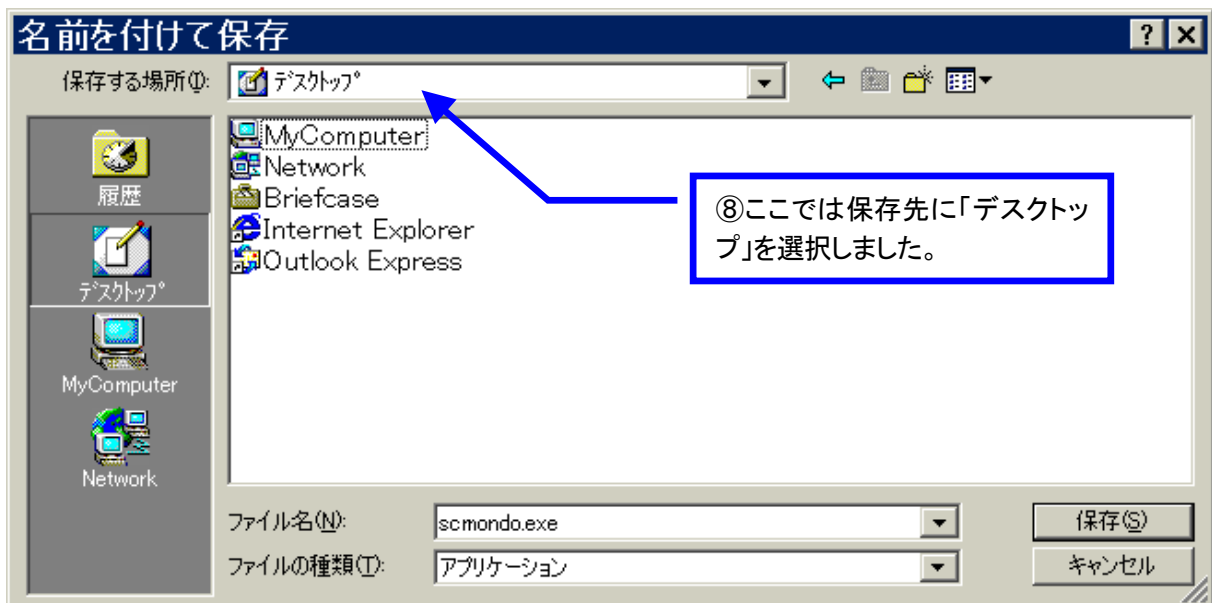 名前を付けて保存
保存する場所(I):
ﾃﾞｽｸﾄｯﾌﾟ
履歴
ﾃﾞｽｸﾄｯﾌﾟ
MyComputer
Network
MyComputer
Network
Briefcase
Internet Explorer
Outlook Express
⑧ここでは保存先に「デスクトッ
プ」を選択しました。
ファイル名(N):
scmondo.exe
保存(S)
ファイルの種類(T):
アプリケーション
キャンセル